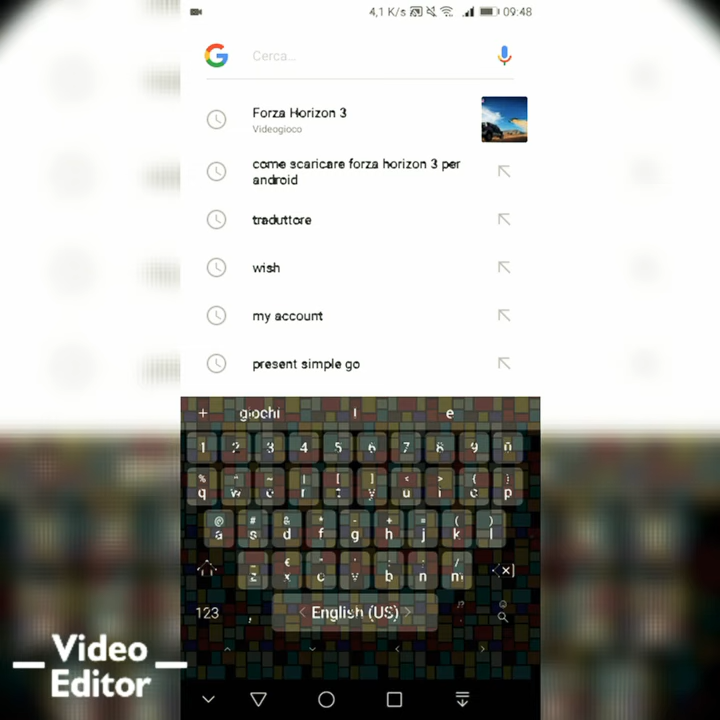 4,1 K/s 09:48
Cerca...
Forza Horizon 3
Videogioco
come scaricare forza horizon 3 per
android
traduttore
wish
my account
present simple go
+ giochi I e
1 2 3 4 5 6 7 8 9
q w t y u i p
@ # * - + = ( )
a s d f g h j k l
z x v b n m
123 English (US)
Video
Editor